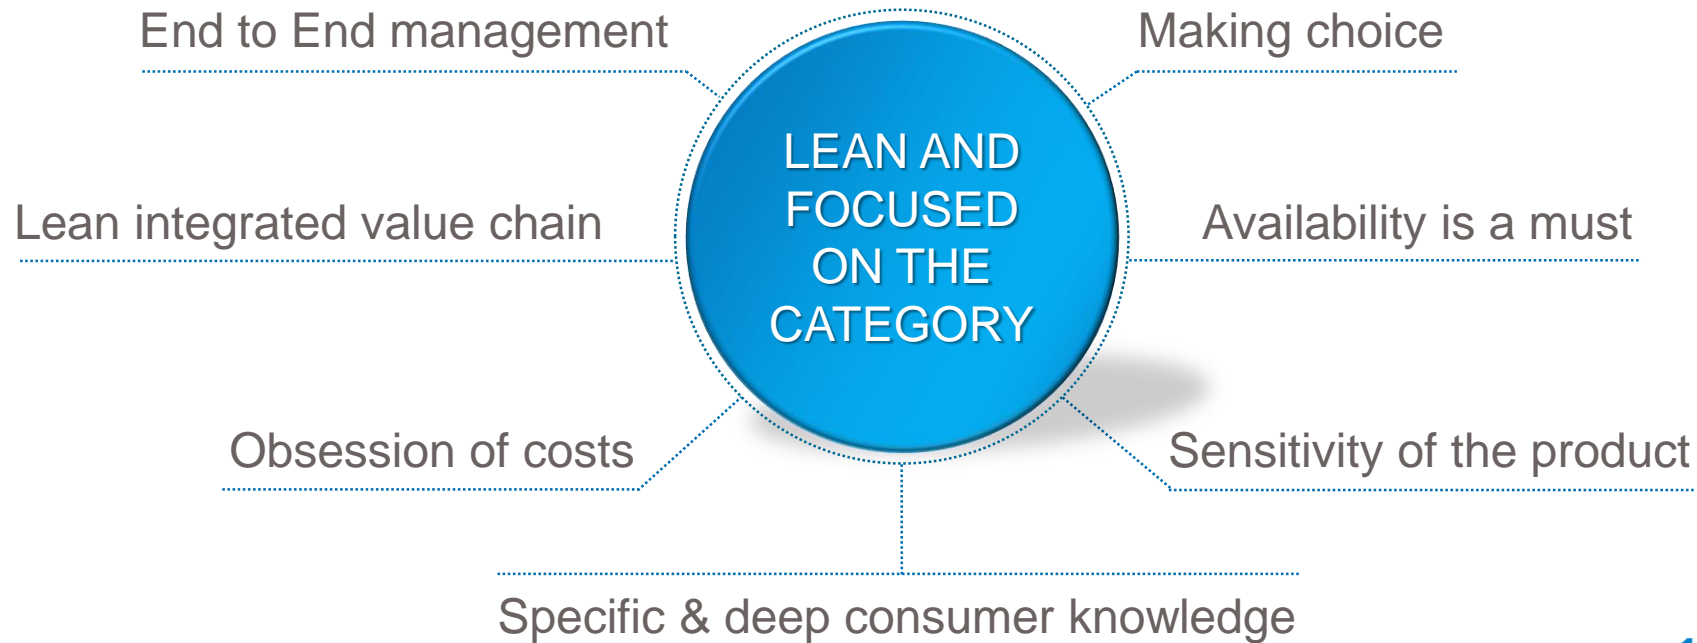 End to End management
Making choice
LEAN AND
FOCUSED
ON THE
CATEGORY
Lean integrated value chain
Availability is a must
Obsession of costs
Sensitivity of the product
Specific & deep consumer knowledge